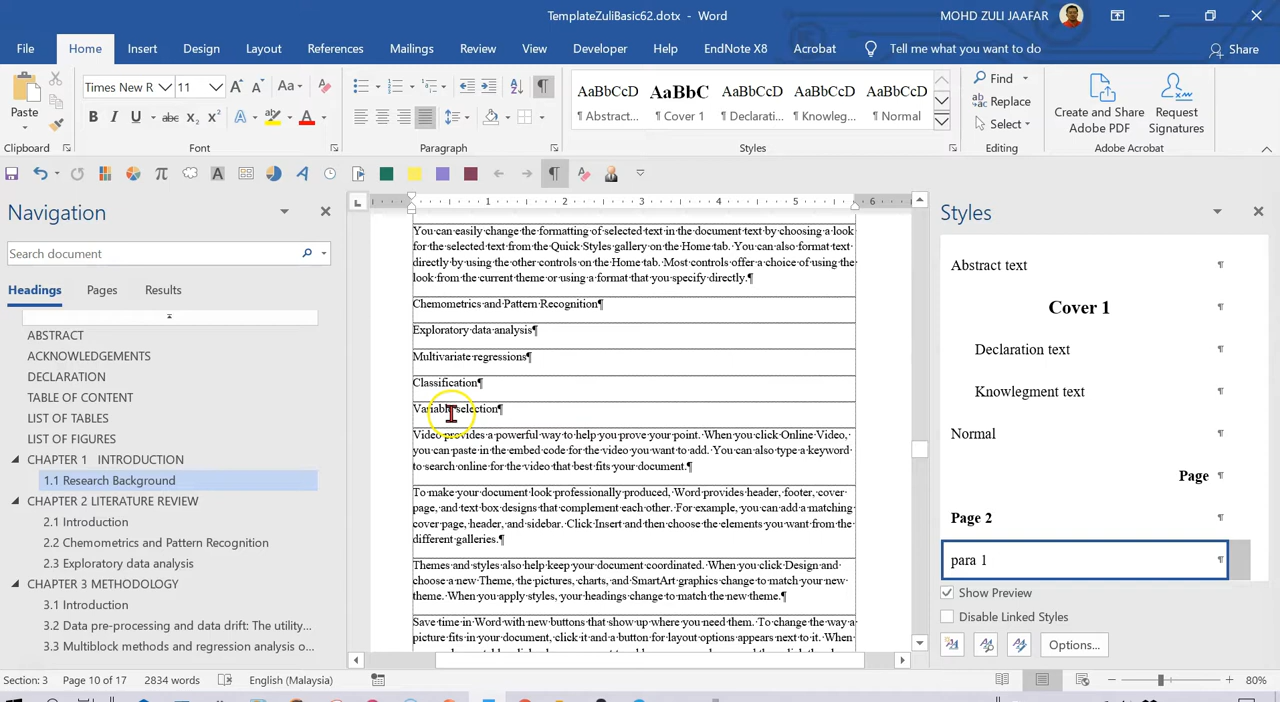 TemplateZuliBasic62.dotx - Word
MOHD ZULI JAAFAR
File Home Insert Design Layout References Mailings Review View Developer Help EndNote X8 Acrobat Tell me what you want to do Share
Paste
Clipboard
Times New R 11
Font
Paragraph
AaBbCcD AaBbC AaBbCcD AaBbCcD AaBbCcD
¶ Abstract... ¶ Cover 1 ¶ Declarati... ¶ Knowleg... ¶ Normal
Styles
Find
Replace
Select
Editing
Create and Share
Adobe PDF
Request
Signatures
Adobe Acrobat
Navigation
Search document
Headings Pages Results
ABSTRACT
ACKNOWLEDGEMENTS
DECLARATION
TABLE OF CONTENT
LIST OF TABLES
LIST OF FIGURES
CHAPTER 1 INTRODUCTION
1.1 Research Background
CHAPTER 2 LITERATURE REVIEW
2.1 Introduction
2.2 Chemometrics and Pattern Recognition
2.3 Exploratory data analysis
CHAPTER 3 METHODOLOGY
3.1 Introduction
3.2 Data pre-processing and data drift: The utility...
3.3 Multiblock methods and regression analysis o...
1 2 3 4 5 6
You can easily change the formatting of selected text in the document text by choosing a look
for the selected text from the Quick Styles gallery on the Home tab. You can also format text
directly by using the other controls on the Home tab. Most controls offer a choice of using the
look from the current theme or using a format that you specify directly.¶
Chemometrics and Pattern Recognition¶
Exploratory data analysis¶
Multivariate regressions¶
Classification¶
Variable selection¶
Video provides a powerful way to help you prove your point. When you click Online Video,
you can paste in the embed code for the video you want to add. You can also type a keyword
to search online for the video that best fits your document.¶
To make your document look professionally produced, Word provides header, footer, cover
page, and text box designs that complement each other. For example, you can add a matching
cover page, header, and sidebar. Click Insert and then choose the elements you want from the
different galleries.¶
Themes and styles also help keep your document coordinated. When you click Design and
choose a new Theme, the pictures, charts, and SmartArt graphics change to match your new
theme. When you apply styles, your headings change to match the new theme.¶
Save time in Word with new buttons that show up where you need them. To change the way a
picture fits in your document, click it and a button for layout options appears next to it. When
Styles
Abstract text ¶
Cover 1 ¶
Declaration text ¶
Knowlegment text ¶
Normal ¶
Page ¶
Page 2 ¶
para 1 ¶
Show Preview
Disable Linked Styles
Options...
Section: 3 Page 10 of 17 2834 words English (Malaysia) 80%